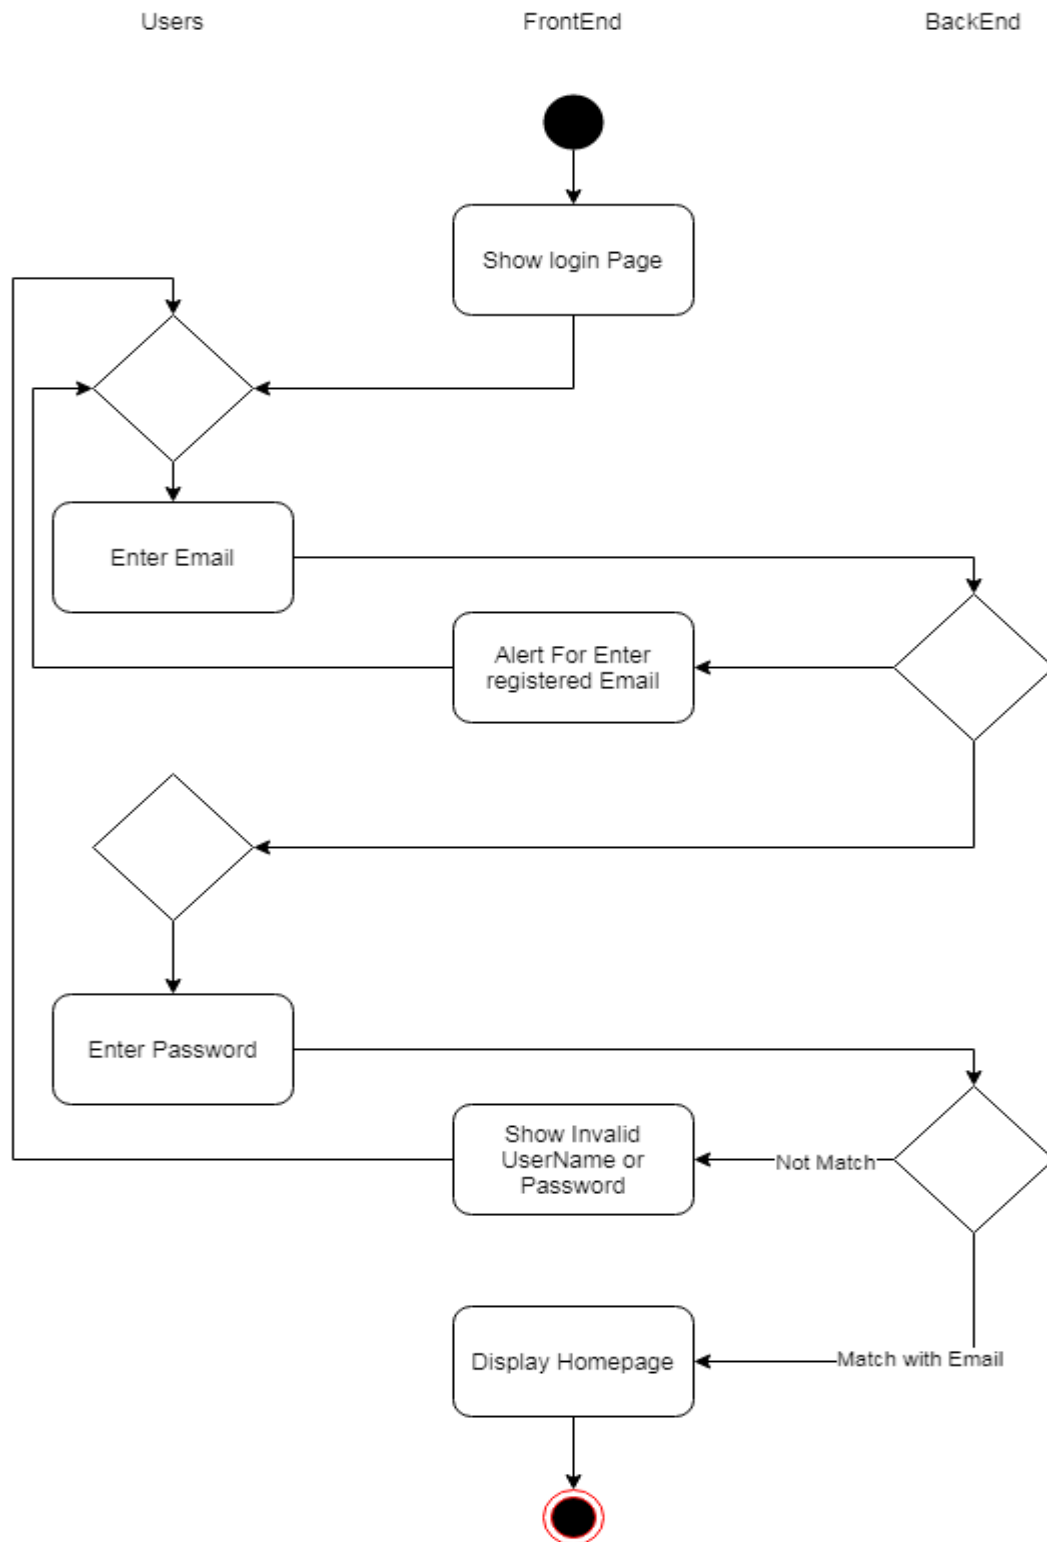 Users
FrontEnd
BackEnd
Show login Page
Enter Email
Alert For Enter
registered Email
Enter Password
Show Invalid
UserName or
Password
Not Match
Display Homepage
Match with Email